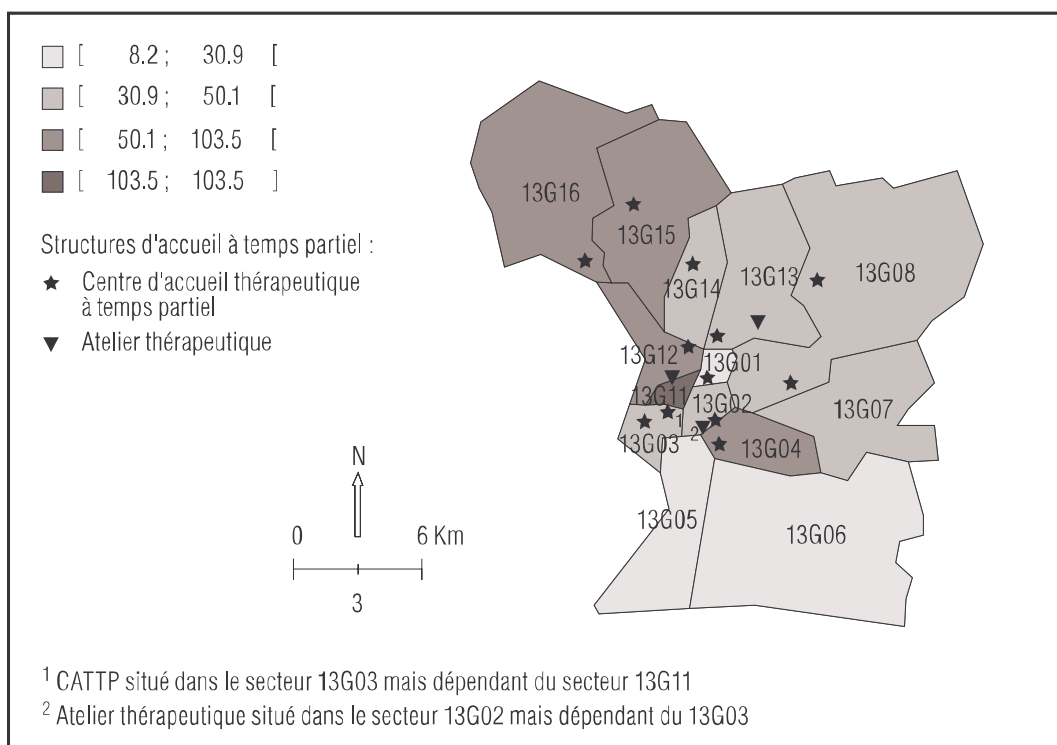 [ 8.2 ; 30.9 [
[ 30.9 ; 50.1 [
[ 50.1 ; 103.5 [
[ 103.5 ; 103.5 ]
Structures d'accueil à temps partiel :
Centre d'accueil thérapeutique
à temps partiel
Atelier thérapeutique
13G16
13G15
13G14
13G13
13G08
13G12
13G01
13G11
13G02
13G07
1
2
13G03
13G04
13G05
13G06
N
0 6 Km
3
1 CATTP situé dans le secteur 13G03 mais dépendant du secteur 13G11
2 Atelier thérapeutique situé dans le secteur 13G02 mais dépendant du 13G03